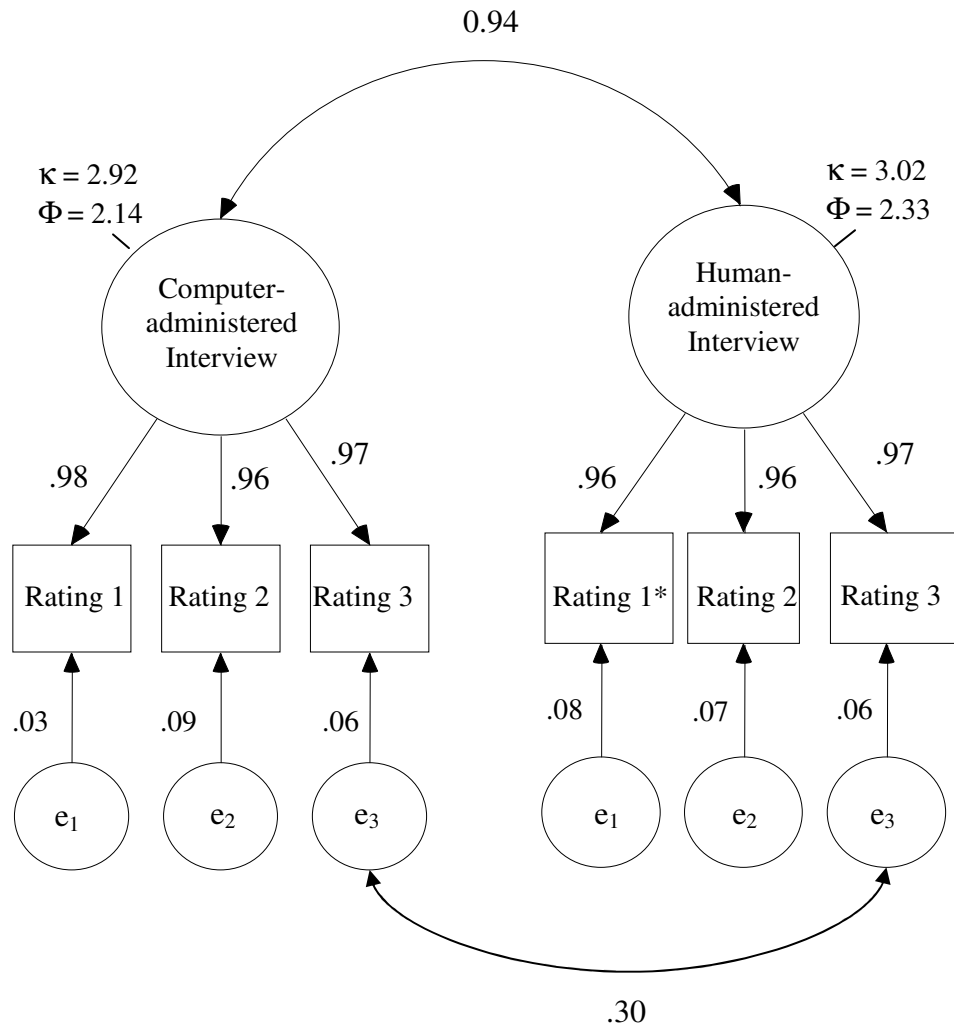 0.94
κ = 2.92
Φ = 2.14
κ = 3.02
Φ = 2.33
Computer-
administered
Interview
Human-
administered
Interview
.98
.96
.97
.96
.96
.97
Rating 1
Rating 2
Rating 3
Rating 1*
Rating 2
Rating 3
.03
.09
.06
.08
.07
.06
e₁
e₂
e₃
e₁
e₂
e₃
.30